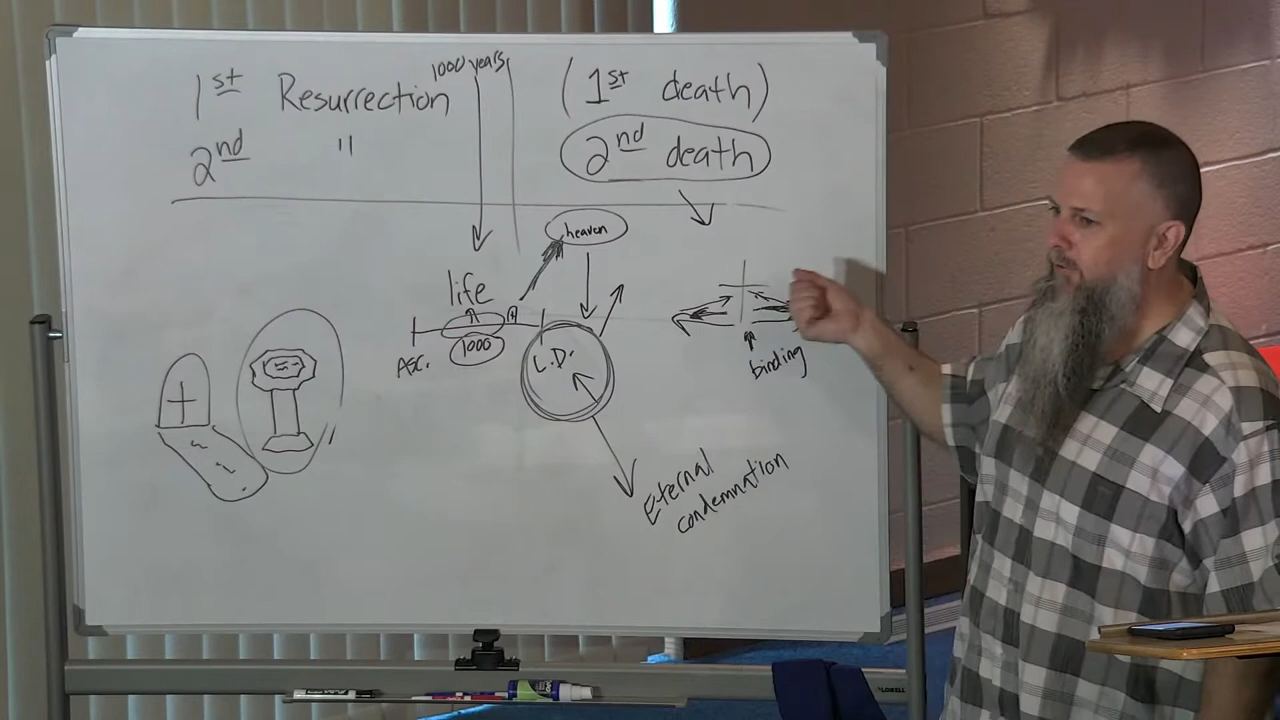 1st Resurrection
2nd "
1000 years
(1st death)
2nd death
heaven
life
1000
Asc.
L.D.
binding
Eternal
condemnation